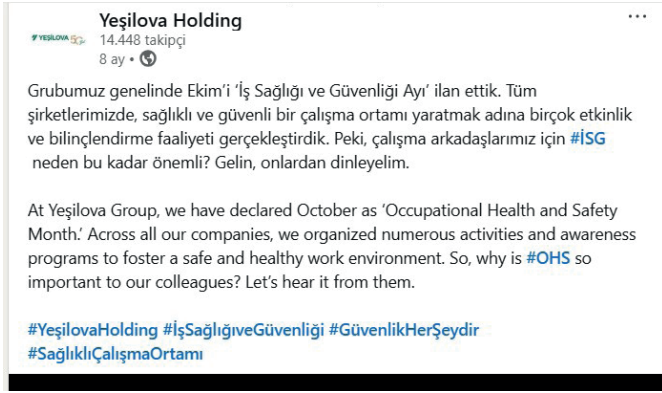 Yeşilova Holding
YEŞİLOVA
14.448 takipçi
8 ay •
Grubumuz genelinde Ekim’i ‘İş Sağlığı ve Güvenliği Ayı’ ilan ettik. Tüm
şirketlerimizde, sağlıklı ve güvenli bir çalışma ortamı yaratmak adına birçok etkinlik
ve bilinçlendirme faaliyeti gerçekleştirdik. Peki, çalışma arkadaşlarımız için #İSG
neden bu kadar önemli? Gelin, onlardan dinleyelim.
At Yeşilova Group, we have declared October as ‘Occupational Health and Safety
Month.’ Across all our companies, we organized numerous activities and awareness
programs to foster a safe and healthy work environment. So, why is #OHS so
important to our colleagues? Let’s hear it from them.
#YeşilovaHolding #İşSağlığıveGüvenliği #GüvenlikHerŞeydir
#SağlıklıÇalışmaOrtamı